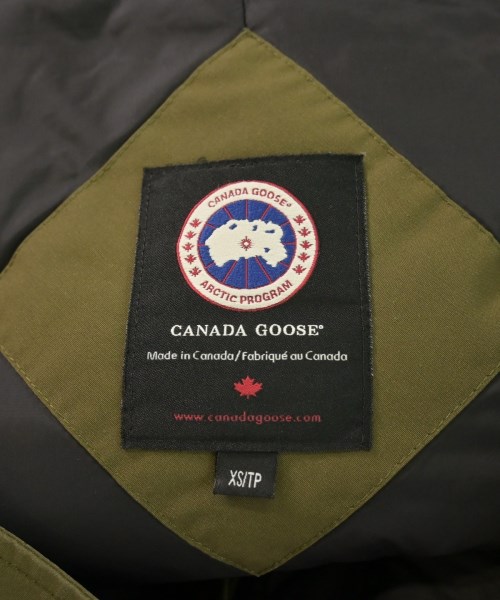 CANADA GOOSE®
ARCTIC PROGRAM
CANADA GOOSE®
Made in Canada/Fabriqué au Canada
www.canadagoose.com
XS/TP